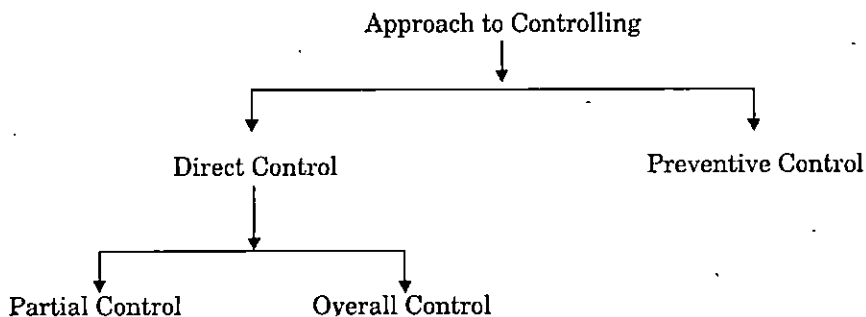 Approach to Controlling
Direct Control
Preventive Control
Partial Control
Overall Control